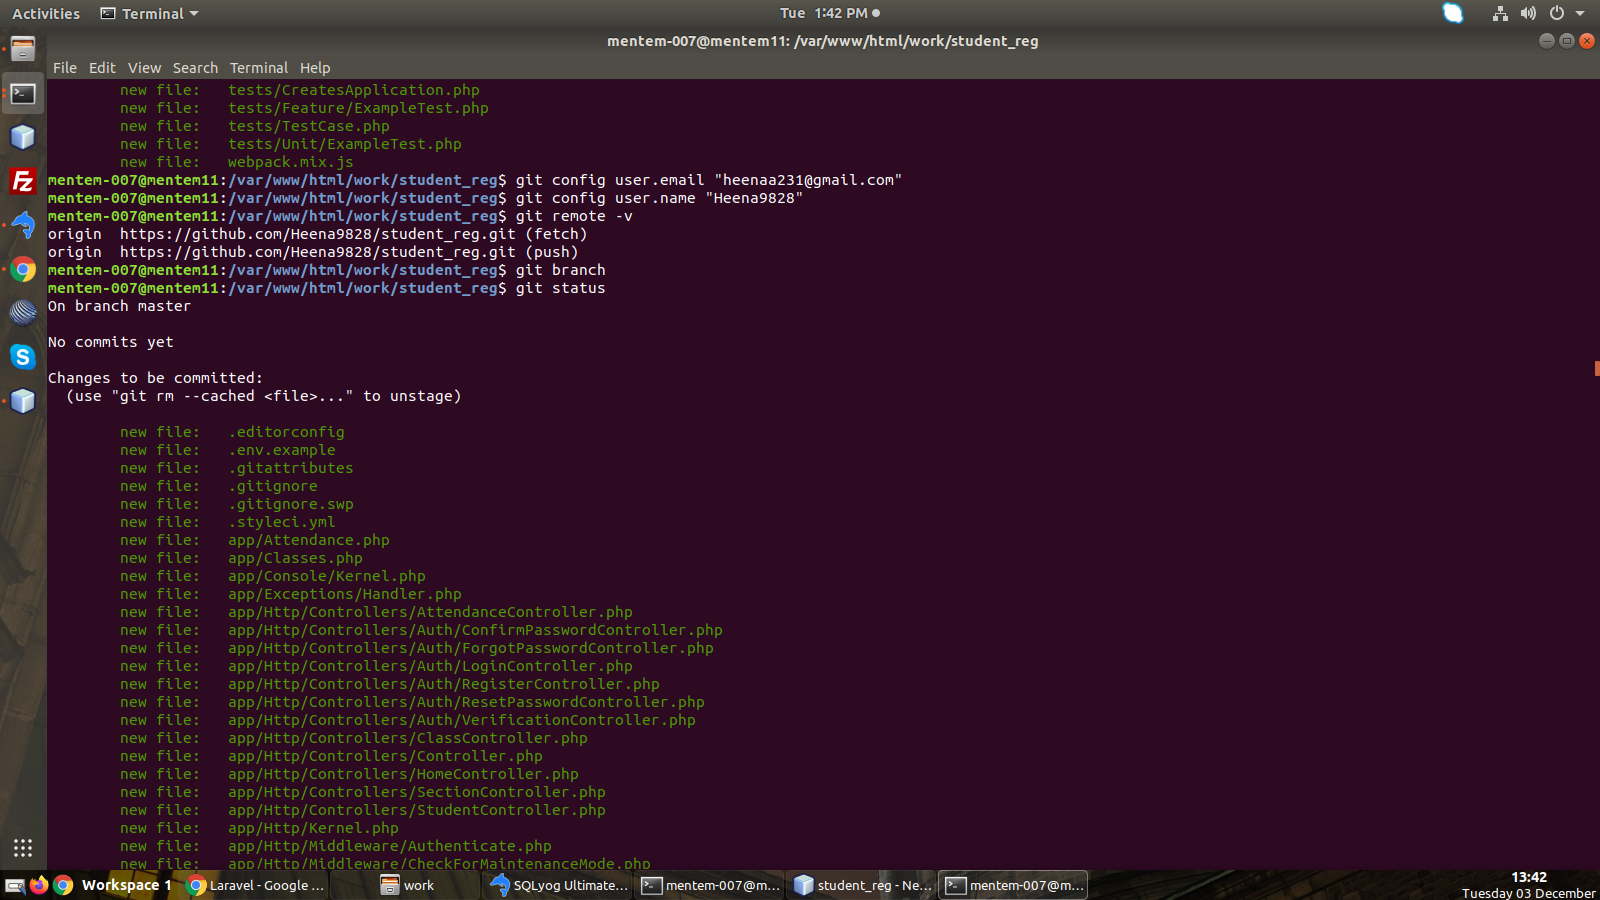 Activities Terminal Tue 1:42 PM
mentem-007@mentem11: /var/www/html/work/student_reg
File Edit View Search Terminal Help
new file: tests/CreatesApplication.php
new file: tests/Feature/ExampleTest.php
new file: tests/TestCase.php
new file: tests/Unit/ExampleTest.php
new file: webpack.mix.js
mentem-007@mentem11:/var/www/html/work/student_reg$ git config user.email "heenaa231@gmail.com"
mentem-007@mentem11:/var/www/html/work/student_reg$ git config user.name "Heena9828"
mentem-007@mentem11:/var/www/html/work/student_reg$ git remote -v
origin https://github.com/Heena9828/student_reg.git (fetch)
origin https://github.com/Heena9828/student_reg.git (push)
mentem-007@mentem11:/var/www/html/work/student_reg$ git branch
mentem-007@mentem11:/var/www/html/work/student_reg$ git status
On branch master
No commits yet
Changes to be committed:
(use "git rm --cached <file>..." to unstage)
new file: .editorconfig
new file: .env.example
new file: .gitattributes
new file: .gitignore
new file: .gitignore.swp
new file: .styleci.yml
new file: app/Attendance.php
new file: app/Classes.php
new file: app/Console/Kernel.php
new file: app/Exceptions/Handler.php
new file: app/Http/Controllers/AttendanceController.php
new file: app/Http/Controllers/Auth/ConfirmPasswordController.php
new file: app/Http/Controllers/Auth/ForgotPasswordController.php
new file: app/Http/Controllers/Auth/LoginController.php
new file: app/Http/Controllers/Auth/RegisterController.php
new file: app/Http/Controllers/Auth/ResetPasswordController.php
new file: app/Http/Controllers/Auth/VerificationController.php
new file: app/Http/Controllers/ClassController.php
new file: app/Http/Controllers/Controller.php
new file: app/Http/Controllers/HomeController.php
new file: app/Http/Controllers/SectionController.php
new file: app/Http/Controllers/StudentController.php
new file: app/Http/Kernel.php
new file: app/Http/Middleware/Authenticate.php
new file: app/Http/Middleware/CheckForMaintenanceMode.php
Workspace 1 Laravel - Google ... work SQLyog Ultimate... mentem-007@m... student_reg - Ne... mentem-007@m... 13:42
Tuesday 03 December